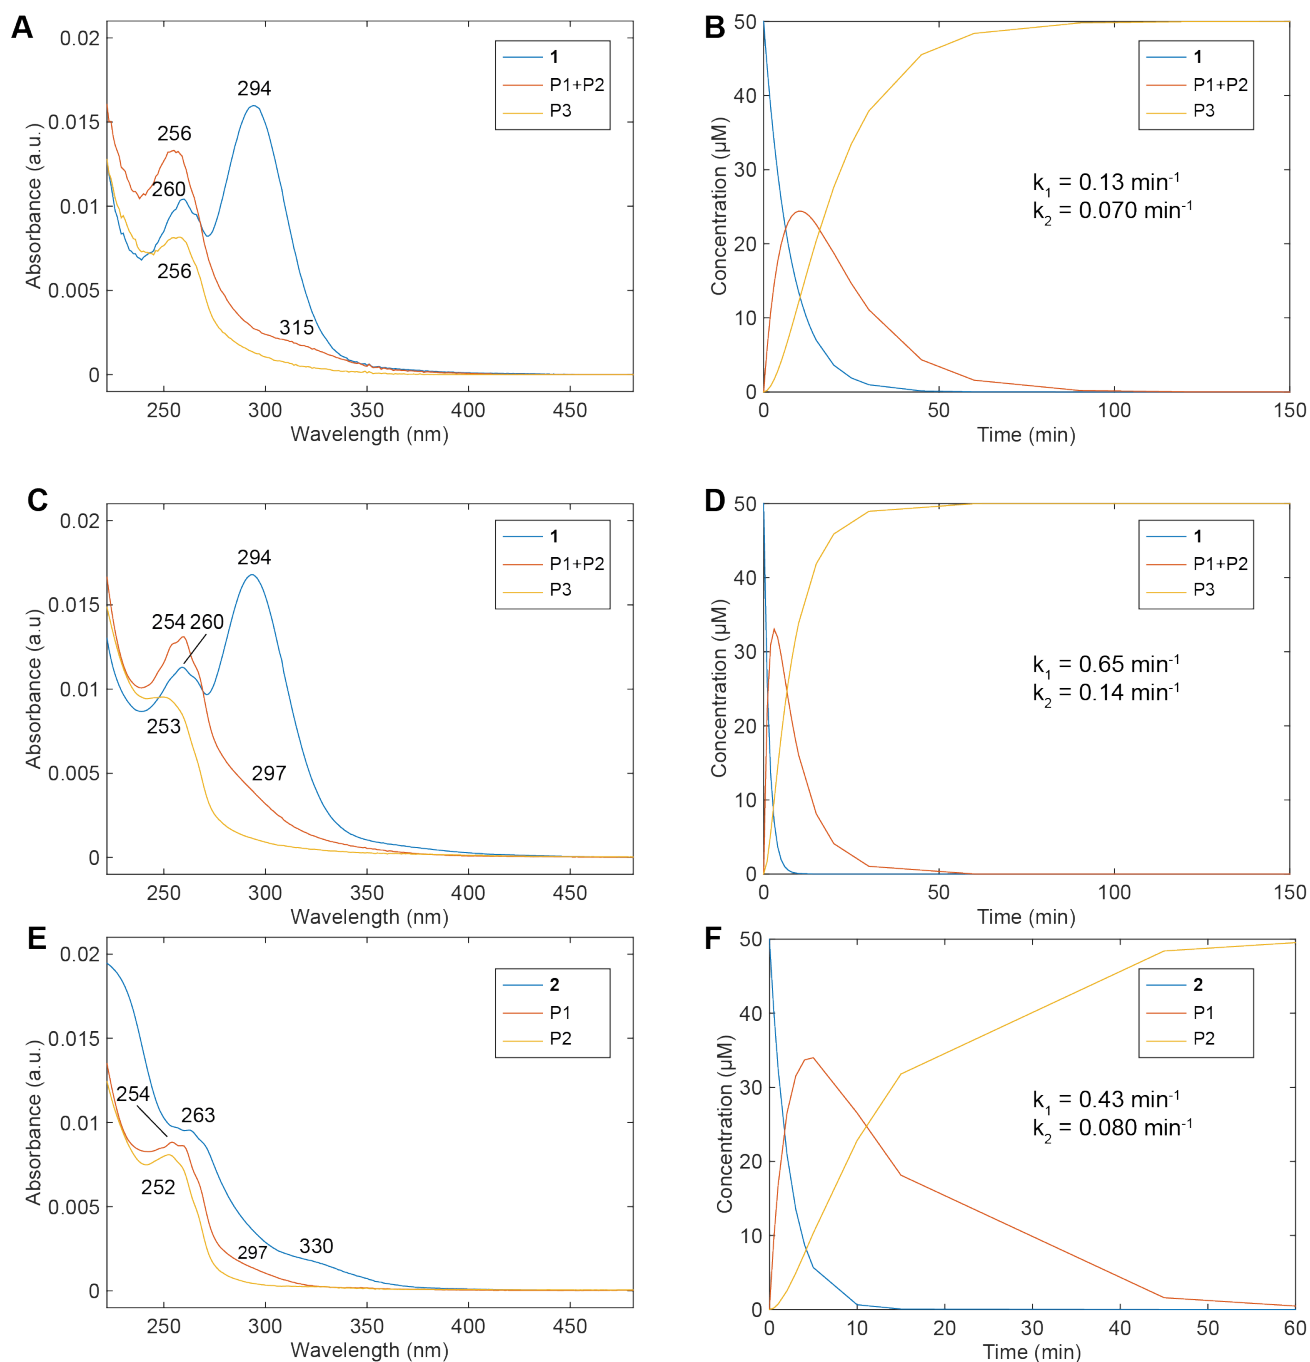 A
0.02
0.015
0.01
0.005
0
Absorbance (a.u.)
294
256
260
256
315
1
P1+P2
P3
250 300 350 400 450
Wavelength (nm)
B
50
40
30
20
10
0
Concentration (µM)
1
P1+P2
P3
k1 = 0.13 min-1
k2 = 0.070 min-1
0 50 100 150
Time (min)
C
0.02
0.015
0.01
0.005
0
Absorbance (a.u)
294
254 260
253
297
1
P1+P2
P3
250 300 350 400 450
Wavelength (nm)
D
50
40
30
20
10
0
Concentration (µM)
1
P1+P2
P3
k1 = 0.65 min-1
k2 = 0.14 min-1
0 50 100 150
Time (min)
E
0.02
0.015
0.01
0.005
0
Absorbance (a.u.)
254
263
252
297
330
2
P1
P2
250 300 350 400 450
Wavelength (nm)
F
50
40
30
20
10
0
Concentration (µM)
2
P1
P2
k1 = 0.43 min-1
k2 = 0.080 min-1
0 10 20 30 40 50 60
Time (min)